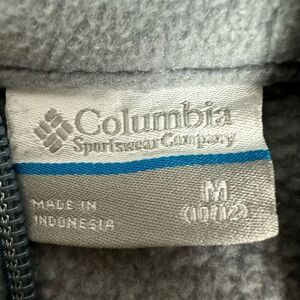 Columbia
Sportswear Company
MADE IN
INDONESIA
M
(10/12)